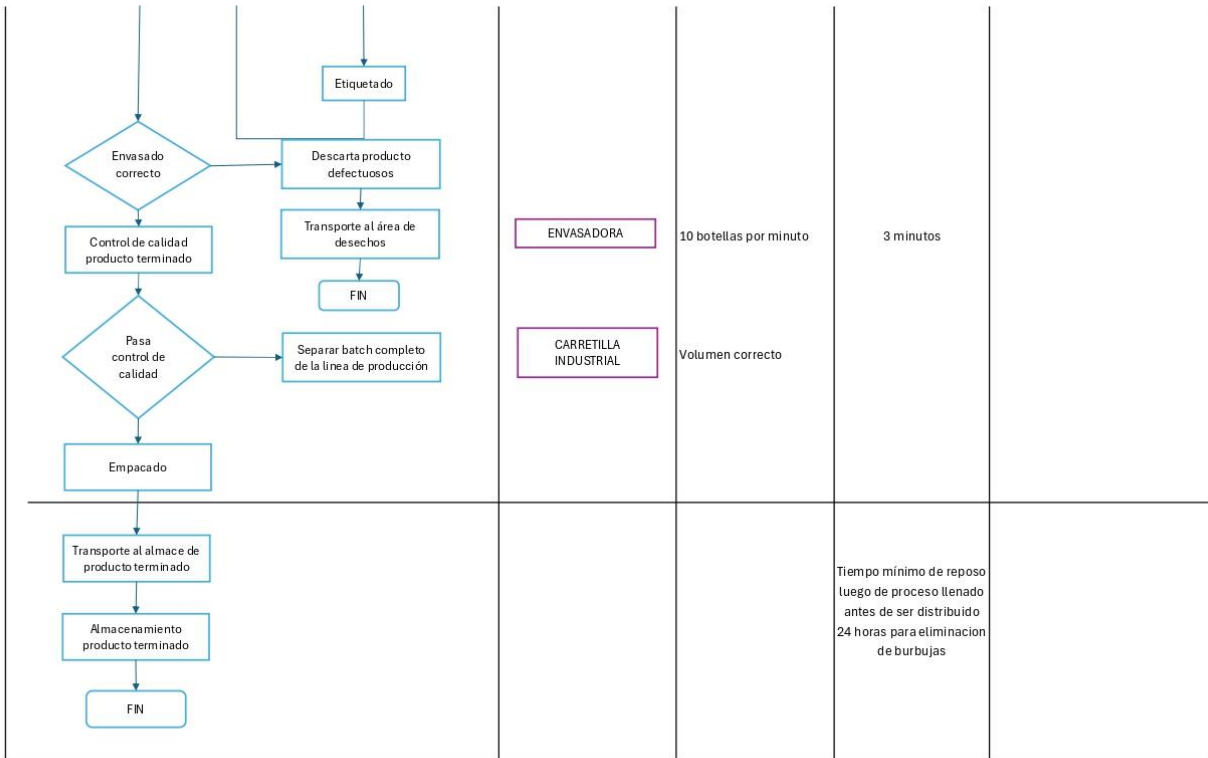 Etiquetado
Envasado
correcto
Descarta producto
defectuosos
Control de calidad
producto terminado
Transporte al área de
desechos
FIN
Pasa
control de
calidad
Separar batch completo
de la linea de producción
Empacado
ENVASADORA
10 botellas por minuto
3 minutos
CARRETILLA
INDUSTRIAL
Volumen correcto
Transporte al almace de
producto terminado
Almacenamiento
producto terminado
FIN
Tiempo mínimo de reposo
luego de proceso llenado
antes de ser distribuido
24 horas para eliminacion
de burbujas